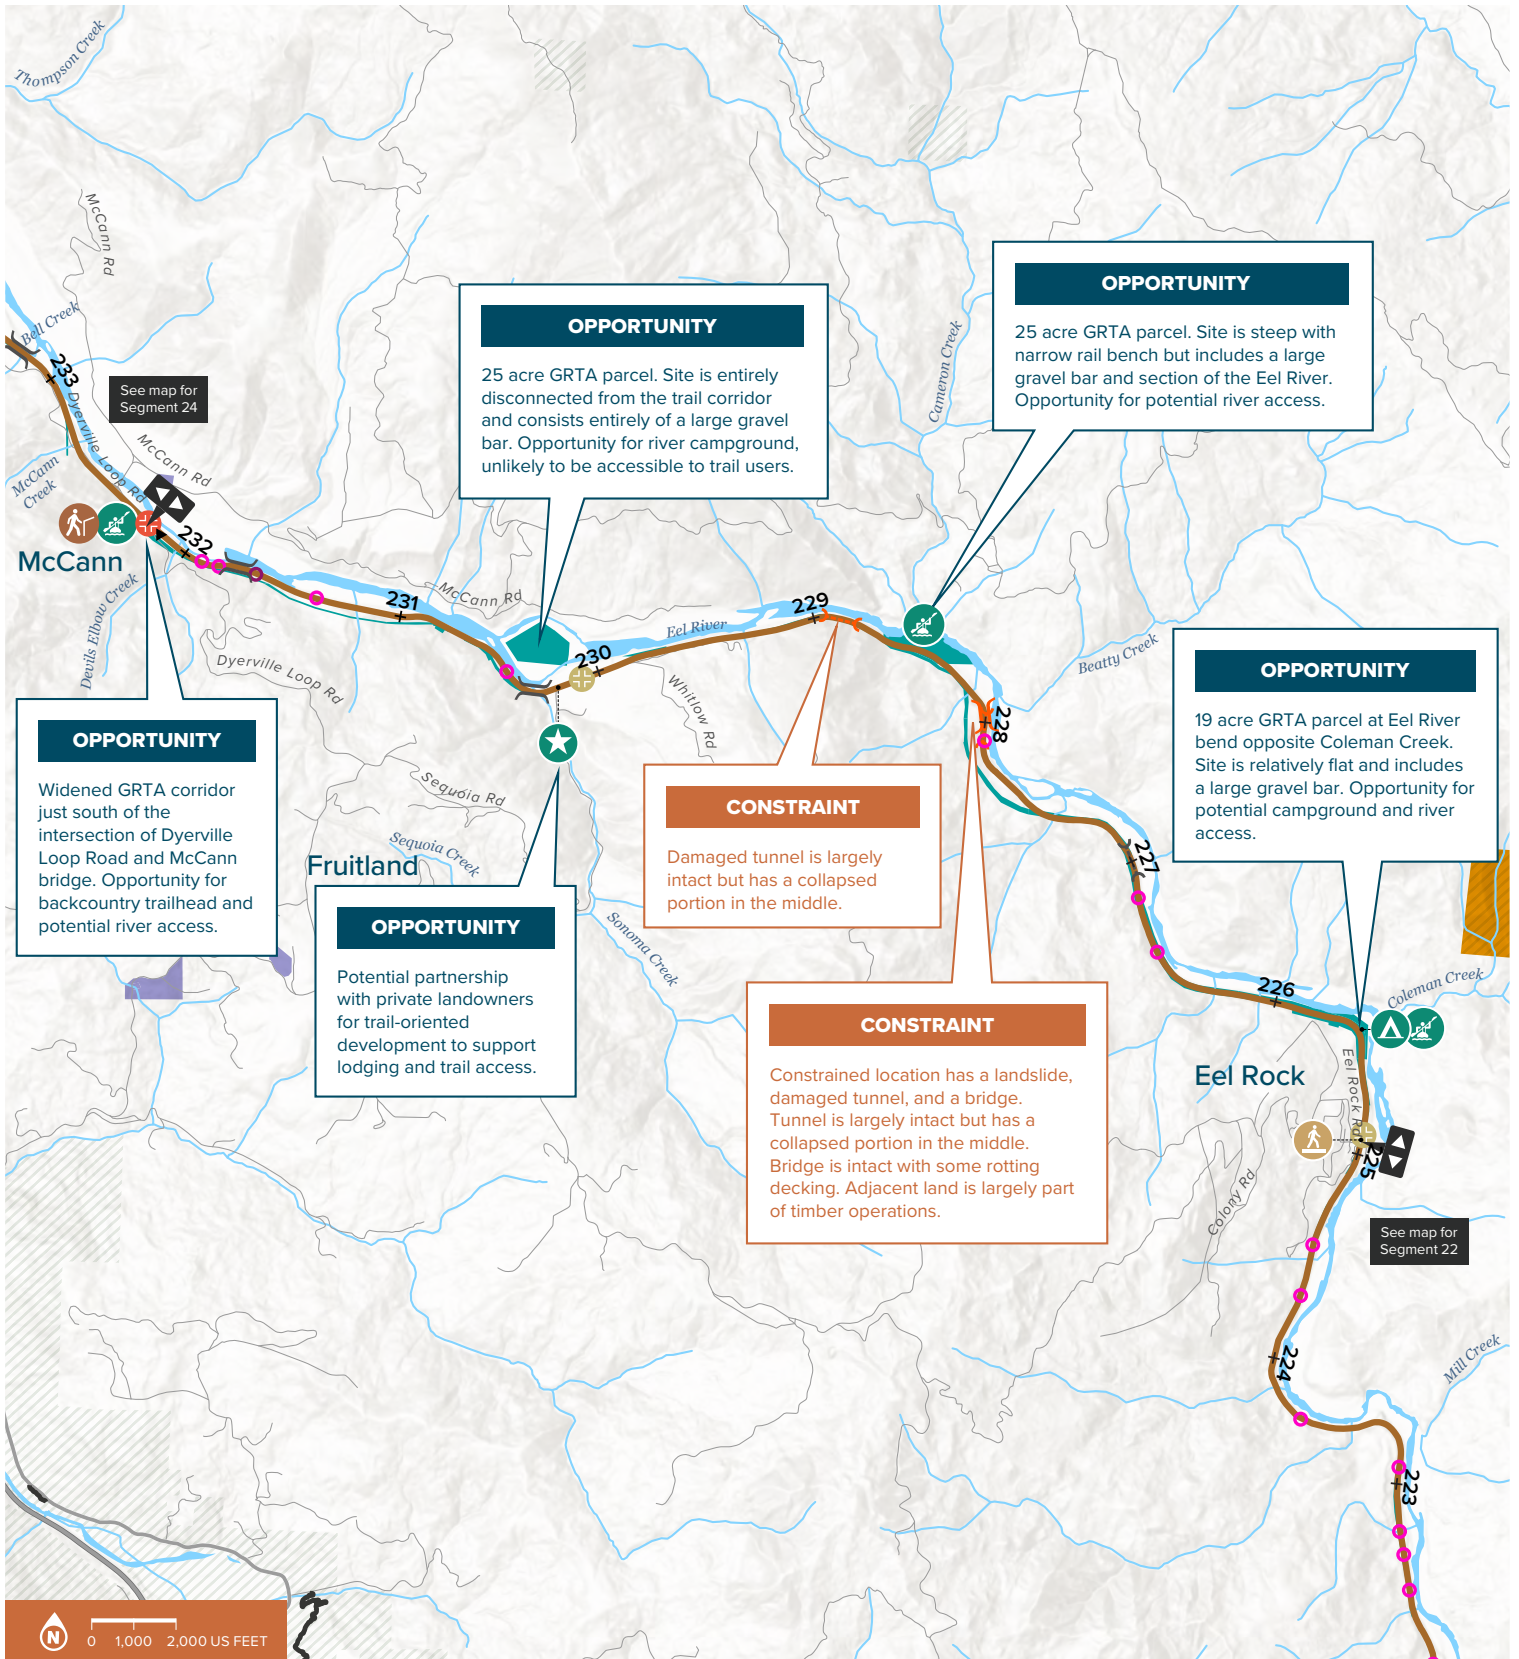 Thompson Creek
McCann Rd
Bell Creek
233
See map for
Segment 24
Dyerville Loop Rd
McCann Rd
McCann
Creek
McCann
232
Devils Elbow Creek
Dyerville Loop Rd
231
McCann Rd
OPPORTUNITY
25 acre GRTA parcel. Site is entirely
disconnected from the trail corridor
and consists entirely of a large gravel
bar. Opportunity for river campground,
unlikely to be accessible to trail users.
OPPORTUNITY
25 acre GRTA parcel. Site is steep with
narrow rail bench but includes a large
gravel bar and section of the Eel River.
Opportunity for potential river access.
Cameron Creek
230
Eel River
229
Whitlow Rd
Beatty Creek
228
OPPORTUNITY
19 acre GRTA parcel at Eel River
bend opposite Coleman Creek.
Site is relatively flat and includes
a large gravel bar. Opportunity for
potential campground and river
access.
OPPORTUNITY
Widened GRTA corridor
just south of the
intersection of Dyerville
Loop Road and McCann
bridge. Opportunity for
backcountry trailhead and
potential river access.
Sequoia Rd
Sequoia Creek
Fruitland
CONSTRAINT
Damaged tunnel is largely
intact but has a collapsed
portion in the middle.
227
OPPORTUNITY
Potential partnership
with private landowners
for trail-oriented
development to support
lodging and trail access.
Sonoma Creek
CONSTRAINT
Constrained location has a landslide,
damaged tunnel, and a bridge.
Tunnel is largely intact but has a
collapsed portion in the middle.
Bridge is intact with some rotting
decking. Adjacent land is largely part
of timber operations.
226
Coleman Creek
Eel Rock
Eel Rock Rd
225
Colony Rd
See map for
Segment 22
224
Mill Creek
223
N
0 1,000 2,000 US FEET